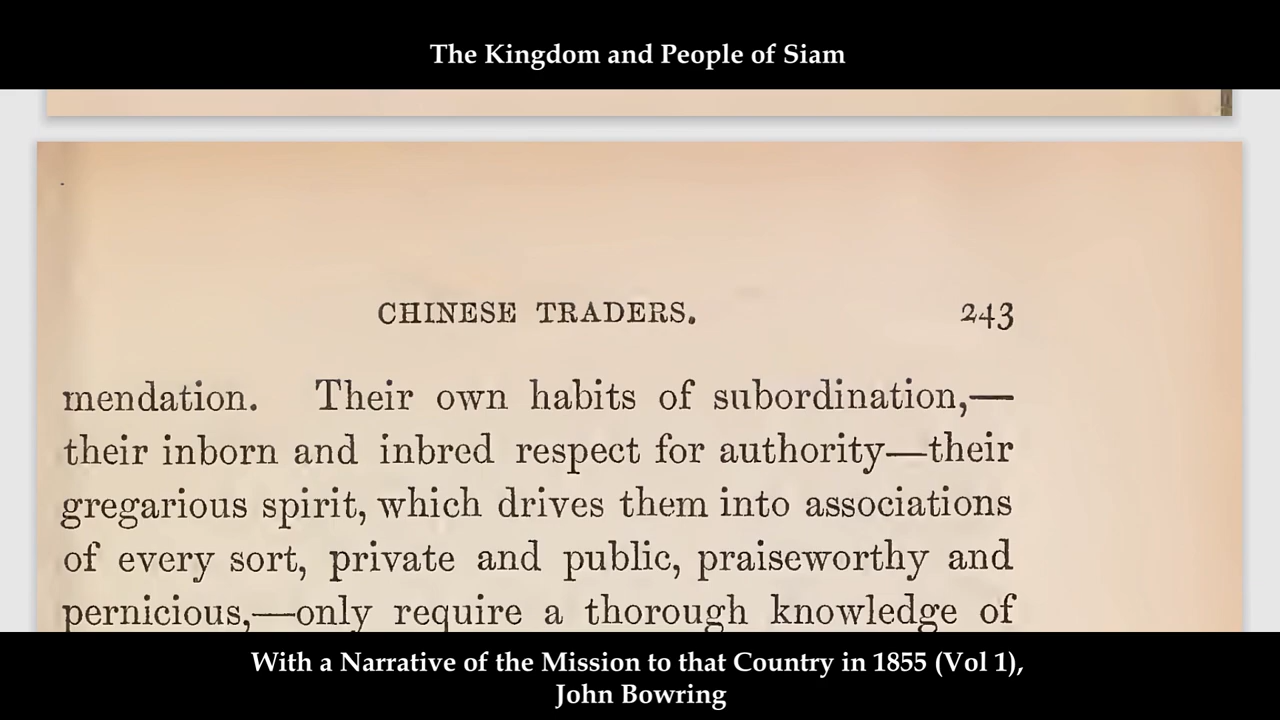 The Kingdom and People of Siam
CHINESE TRADERS. 243
mendation. Their own habits of subordination,—
their inborn and inbred respect for authority—their
gregarious spirit, which drives them into associations
of every sort, private and public, praiseworthy and
pernicious,—only require a thorough knowledge of
With a Narrative of the Mission to that Country in 1855 (Vol 1),
John Bowring